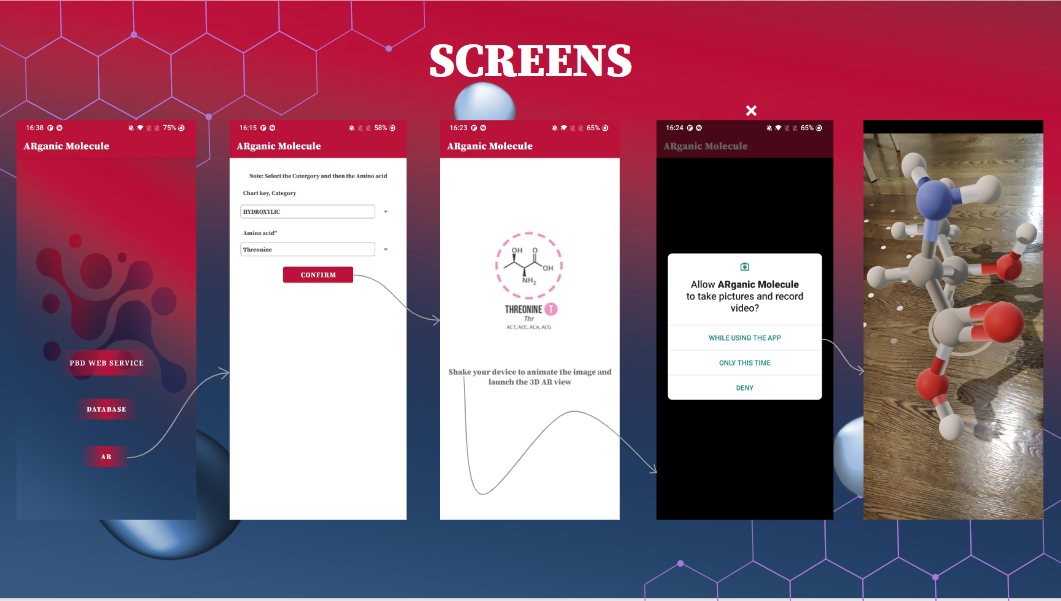 SCREENS
16:38
75%
ARganic Molecule
PBD WEB SERVICE
DATABASE
AR
16:15
58%
ARganic Molecule
Note: Select the Catergory and then the Amino acid
Chart key, Category
HYDROXYLIC
Amino acid*
Threonine
CONFIRM
16:23
65%
ARganic Molecule
OH
O
OH
NH2
THREONINE T
Thr
ACT, ACC, ACA, ACG
Shake your device to animate the image and
launch the 3D AR view
16:24
65%
ARganic Molecule
Allow ARganic Molecule
to take pictures and record
video?
WHILE USING THE APP
ONLY THIS TIME
DENY